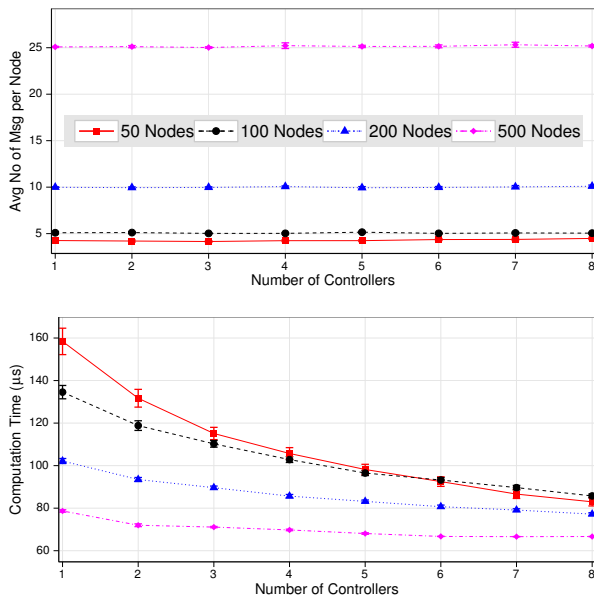 Avg No of Msg per Node
25
20
15
10
5
50 Nodes 100 Nodes 200 Nodes 500 Nodes
1 2 3 4 5 6 7 8
Number of Controllers
Computation Time (µs)
160
140
120
100
80
60
1 2 3 4 5 6 7 8
Number of Controllers